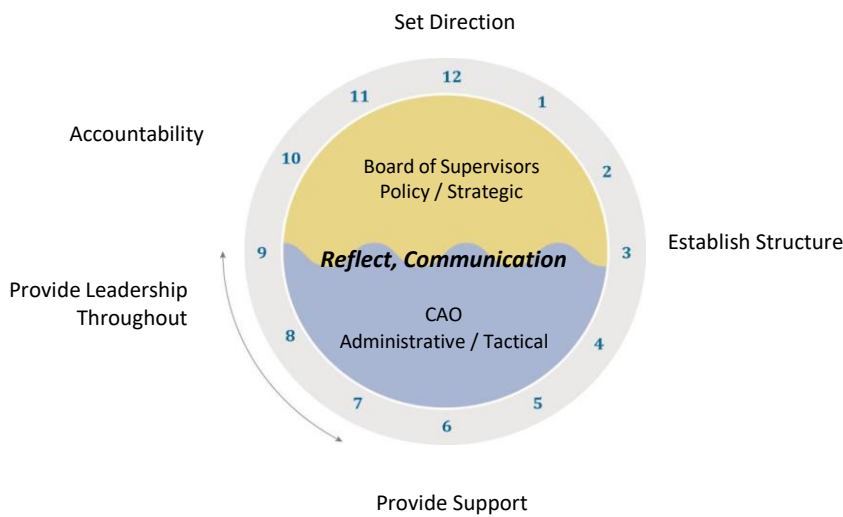 Set Direction
12
11
1
Accountability
10
Board of Supervisors
Policy / Strategic
2
9
Reflect, Communication
3
Establish Structure
Provide Leadership
Throughout
CAO
Administrative / Tactical
8
4
7
5
6
Provide Support